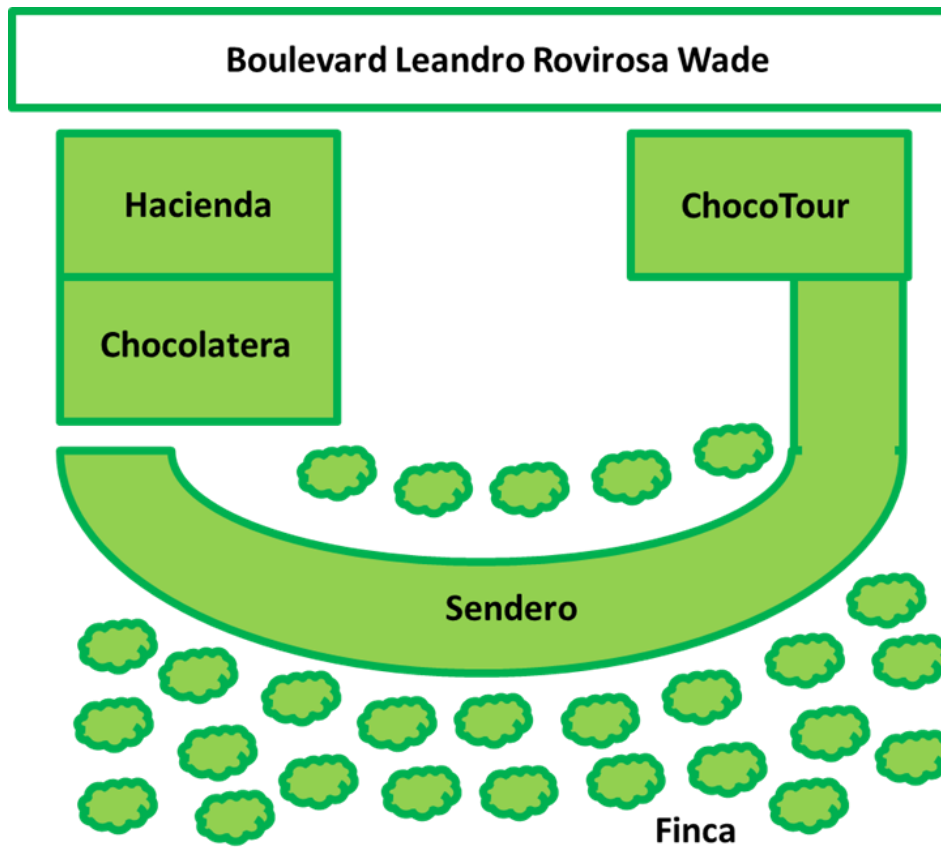 Boulevard Leandro Rovirosa Wade
Hacienda
ChocoTour
Chocolatera
Sendero
Finca